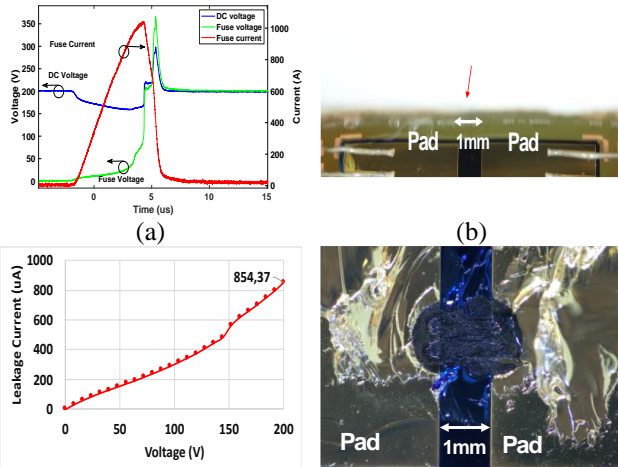 DC voltage
Fuse voltage
Fuse current
Fuse Current
DC Voltage
Fuse Voltage
Voltage (V)
350
300
250
200
150
100
50
0
Current (A)
1000
800
600
400
200
0
0
5
10
15
Time (us)
(a)
Pad
1mm
Pad
(b)
Leakage Current (uA)
1000
800
600
400
200
0
854,37
0
50
100
150
200
Voltage (V)
Pad
1mm
Pad